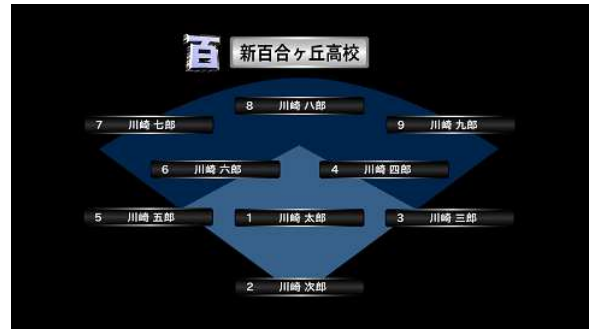 百 新百合ヶ丘高校
8 川崎 八郎
7 川崎 七郎
9 川崎 九郎
6 川崎 六郎
4 川崎 四郎
5 川崎 五郎
1 川崎 太郎
3 川崎 三郎
2 川崎 次郎